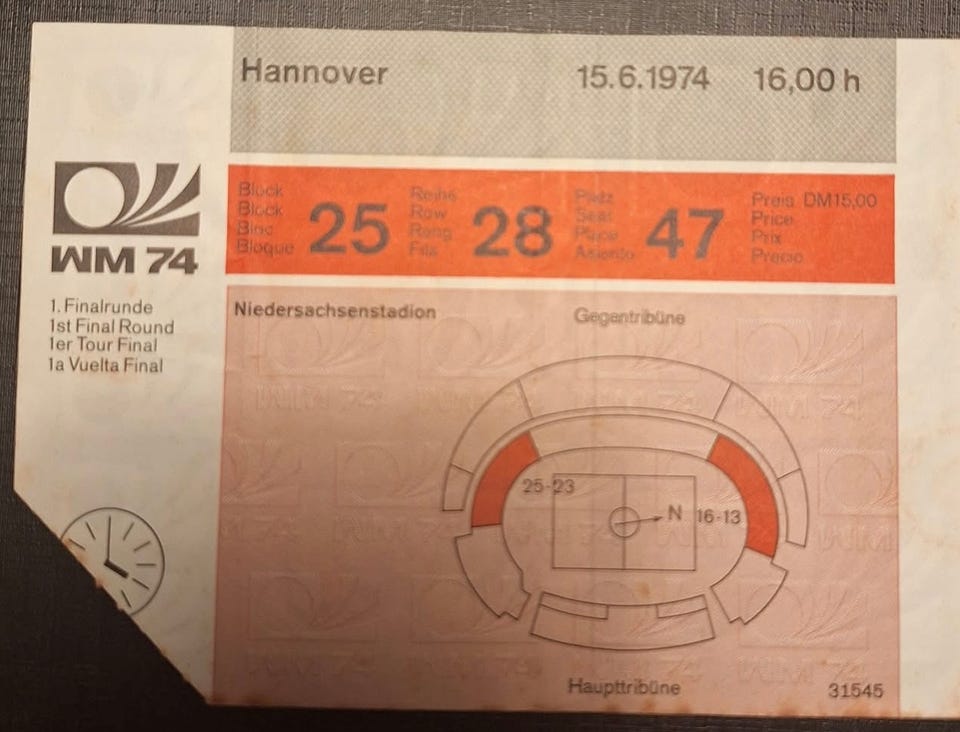 Hannover 15.6.1974 16,00 h
WM 74
1. Finalrunde
1st Final Round
1er Tour Final
1a Vuelta Final
Block
Block
Bloc
Bloque
25
Reihe
Row
Rang
Fila
28
Platz
Seat
Place
Asiento
47
Preis DM15,00
Price
Prix
Precio
Niedersachsenstadion
Gegentribüne
25-23
N 16-13
Haupttribüne
31545